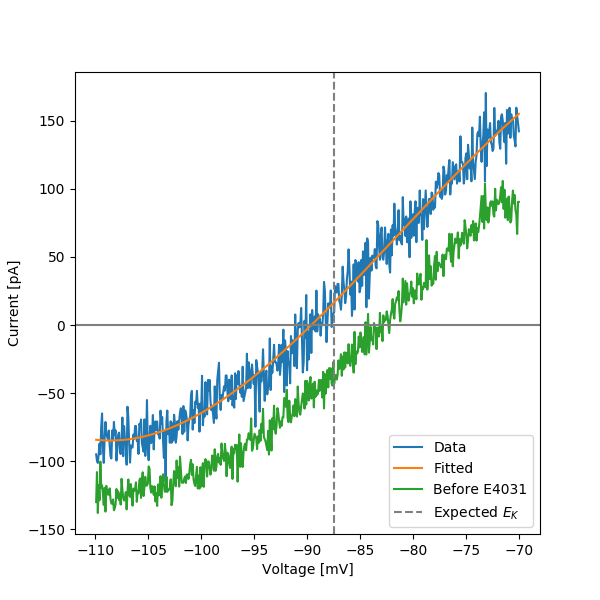 150
100
50
0
−50
−100
−150
Current [pA]
Data
Fitted
Before E4031
Expected E_K
−110 −105 −100 −95 −90 −85 −80 −75 −70
Voltage [mV]